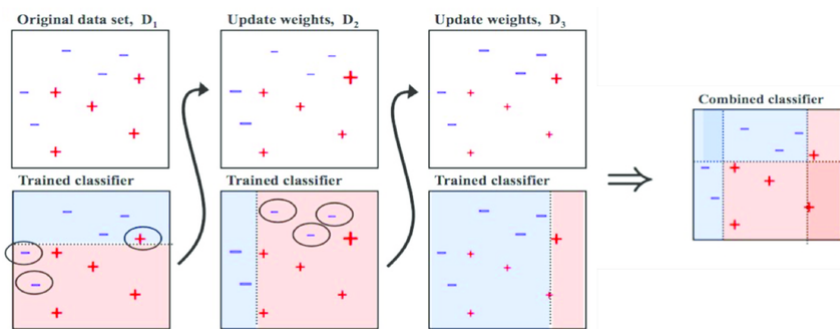 Original data set, D₁
Update weights, D₂
Update weights, D₃
Combined classifier
Trained classifier
Trained classifier
Trained classifier